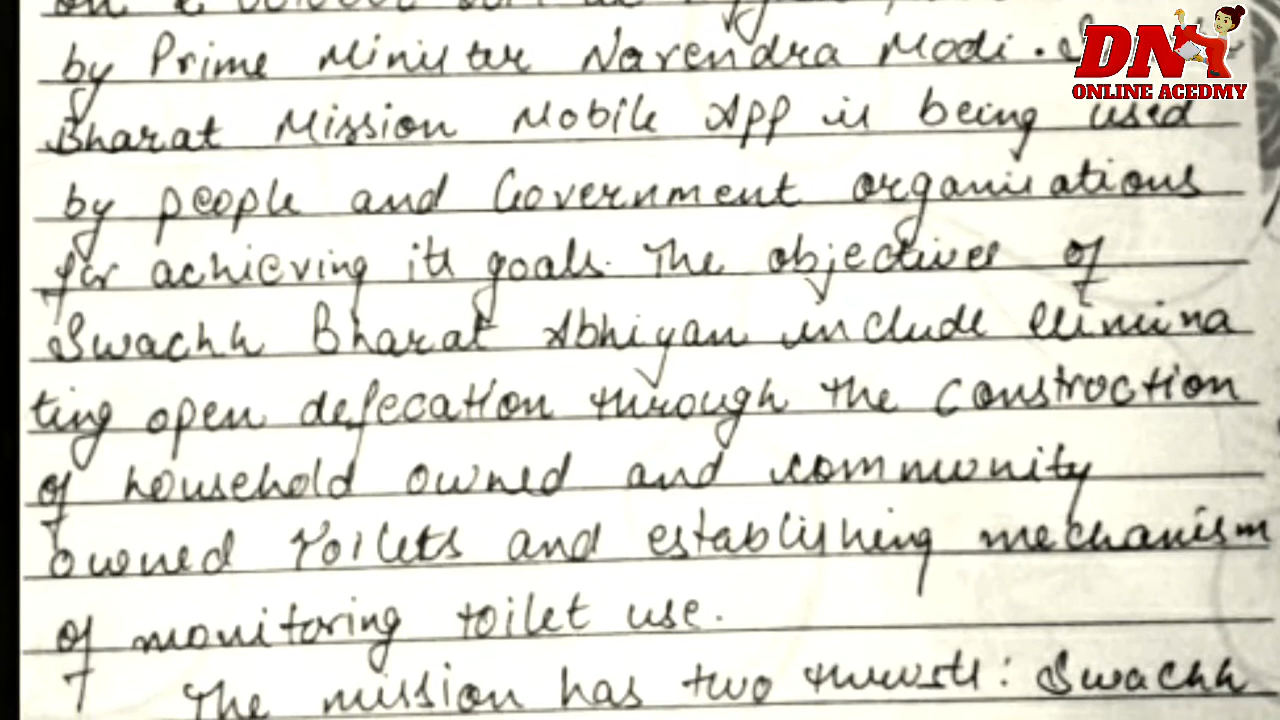 by Prime Minister Narendra Modi.
Bharat Mission Mobile App is being used
by people and Government organisations
for achieving its goals. The objectives of
Swachh Bharat Abhiyan include elimina
ting open defecation through the construction
of household owned and community
owned toilets and establishing mechanism
of monitoring toilet use.
The mission has two thrusts: Swachh
DN
ONLINE ACEDMY